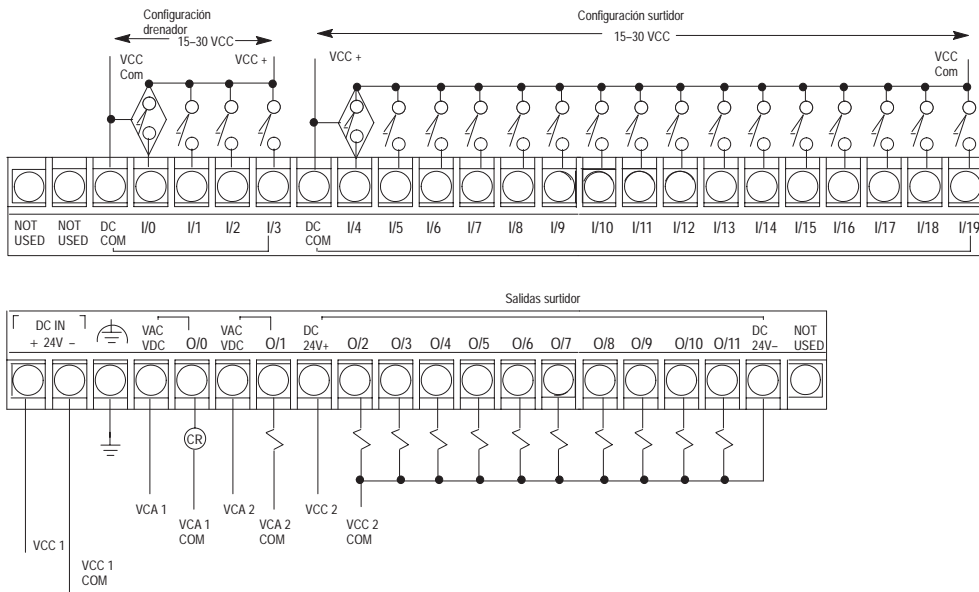 Configuración
drenador
15–30 VCC
Configuración surtidor
15–30 VCC
VCC
Com
VCC +
VCC +
VCC
Com
NOT
USED
NOT
USED
DC
COM
I/0
I/1
I/2
I/3
DC
COM
I/4
I/5
I/6
I/7
I/8
I/9
I/10
I/11
I/12
I/13
I/14
I/15
I/16
I/17
I/18
I/19
Salidas surtidor
DC IN
+ 24V –
VAC
VDC
O/0
VAC
VDC
O/1
DC
24V+
O/2
O/3
O/4
O/5
O/6
O/7
O/8
O/9
O/10
O/11
DC
24V–
NOT
USED
CR
VCA 1
VCA 1
COM
VCA 2
VCA 2
COM
VCC 2
VCC 2
COM
VCC 1
VCC 1
COM